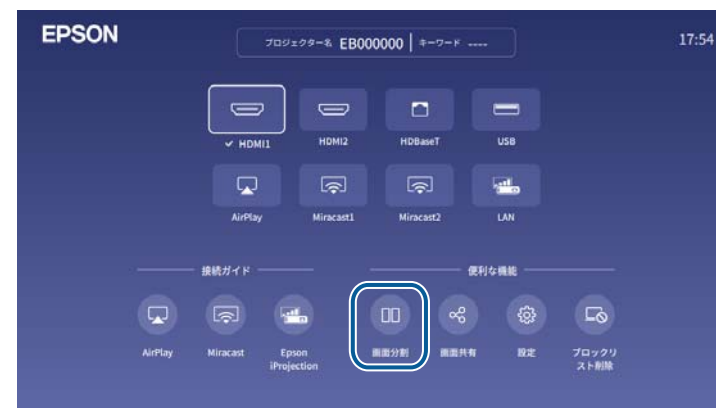 EPSON
プロジェクター名 EB000000 | キーワード ----
17:54
HDMI1
HDMI2
HDBaseT
USB
AirPlay
Miracast1
Miracast2
LAN
接続ガイド
便利な機能
AirPlay
Miracast
Epson
iProjection
画面分割
画面共有
設定
ブロックリ
スト削除